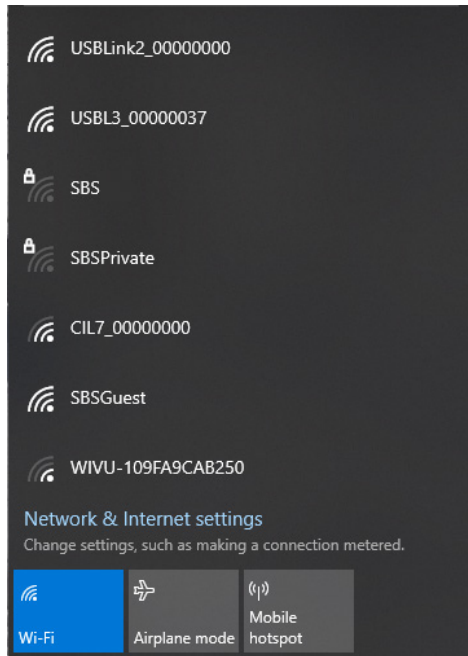 USBLink2_00000000
USBL3_00000037
SBS
SBSPrivate
CIL7_00000000
SBSGuest
WIVU-109FA9CAB250
Network & Internet settings
Change settings, such as making a connection metered.
Wi-Fi
Airplane mode
Mobile
hotspot